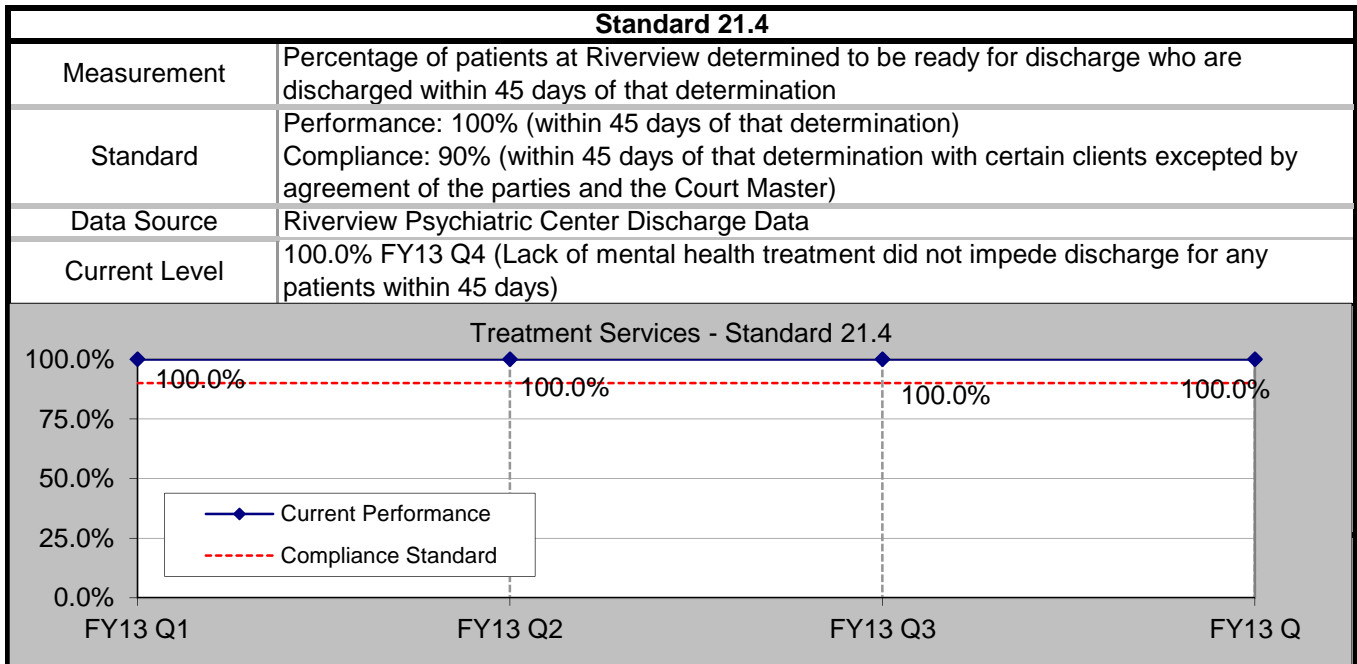 Standard 21.4
Measurement
Percentage of patients at Riverview determined to be ready for discharge who are
discharged within 45 days of that determination
Standard
Performance: 100% (within 45 days of that determination)
Compliance: 90% (within 45 days of that determination with certain clients excepted by
agreement of the parties and the Court Master)
Data Source
Riverview Psychiatric Center Discharge Data
Current Level
100.0% FY13 Q4 (Lack of mental health treatment did not impede discharge for any
patients within 45 days)
Treatment Services - Standard 21.4
100.0%
100.0%
100.0%
100.0%
100.0%
75.0%
50.0%
Current Performance
25.0%
Compliance Standard
0.0%
FY13 Q1
FY13 Q2
FY13 Q3
FY13 Q